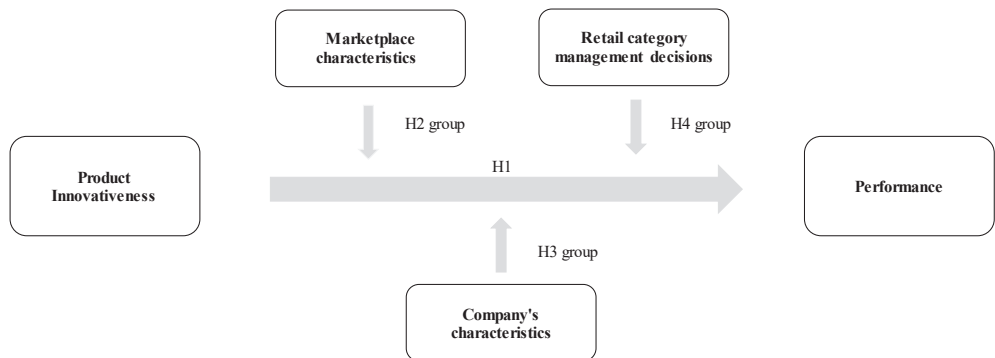 Marketplace
characteristics
Retail category
management decisions
H2 group
H4 group
Product
Innovativeness
H1
Performance
H3 group
Company's
characteristics